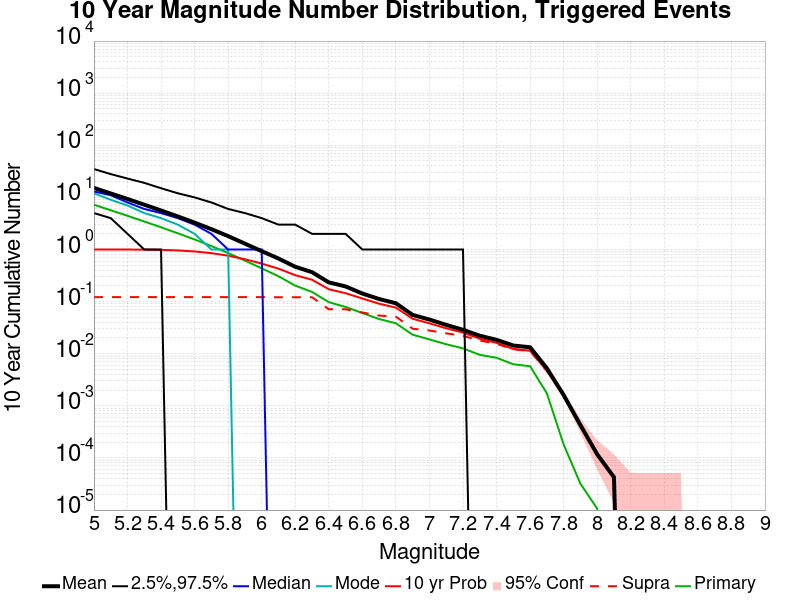 10 Year Magnitude Number Distribution, Triggered Events
10 Year Cumulative Number
10^4
10^3
10^2
10^1
10^0
10^-1
10^-2
10^-3
10^-4
10^-5
5 5.2 5.4 5.6 5.8 6 6.2 6.4 6.6 6.8 7 7.2 7.4 7.6 7.8 8 8.2 8.4 8.6 8.8 9
Magnitude
Mean 2.5%,97.5% Median Mode 10 yr Prob 95% Conf Supra Primary